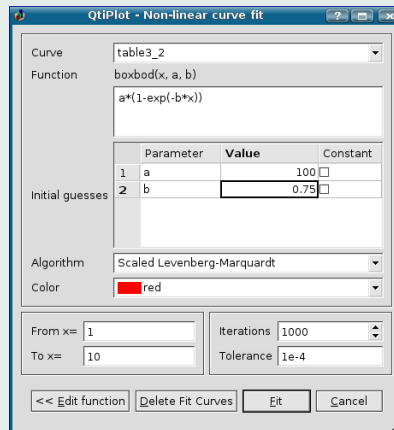 QtiPlot - Non-linear curve fit
Curve table3_2
Function boxbod(x, a, b)
a*(1-exp(-b*x))
Parameter Value Constant
1 a 100
2 b 0.75
Initial guesses
Algorithm Scaled Levenberg-Marquardt
Color red
From x= 1 Iterations 1000
To x= 10 Tolerance 1e-4
<< Edit function Delete Fit Curves Fit Cancel